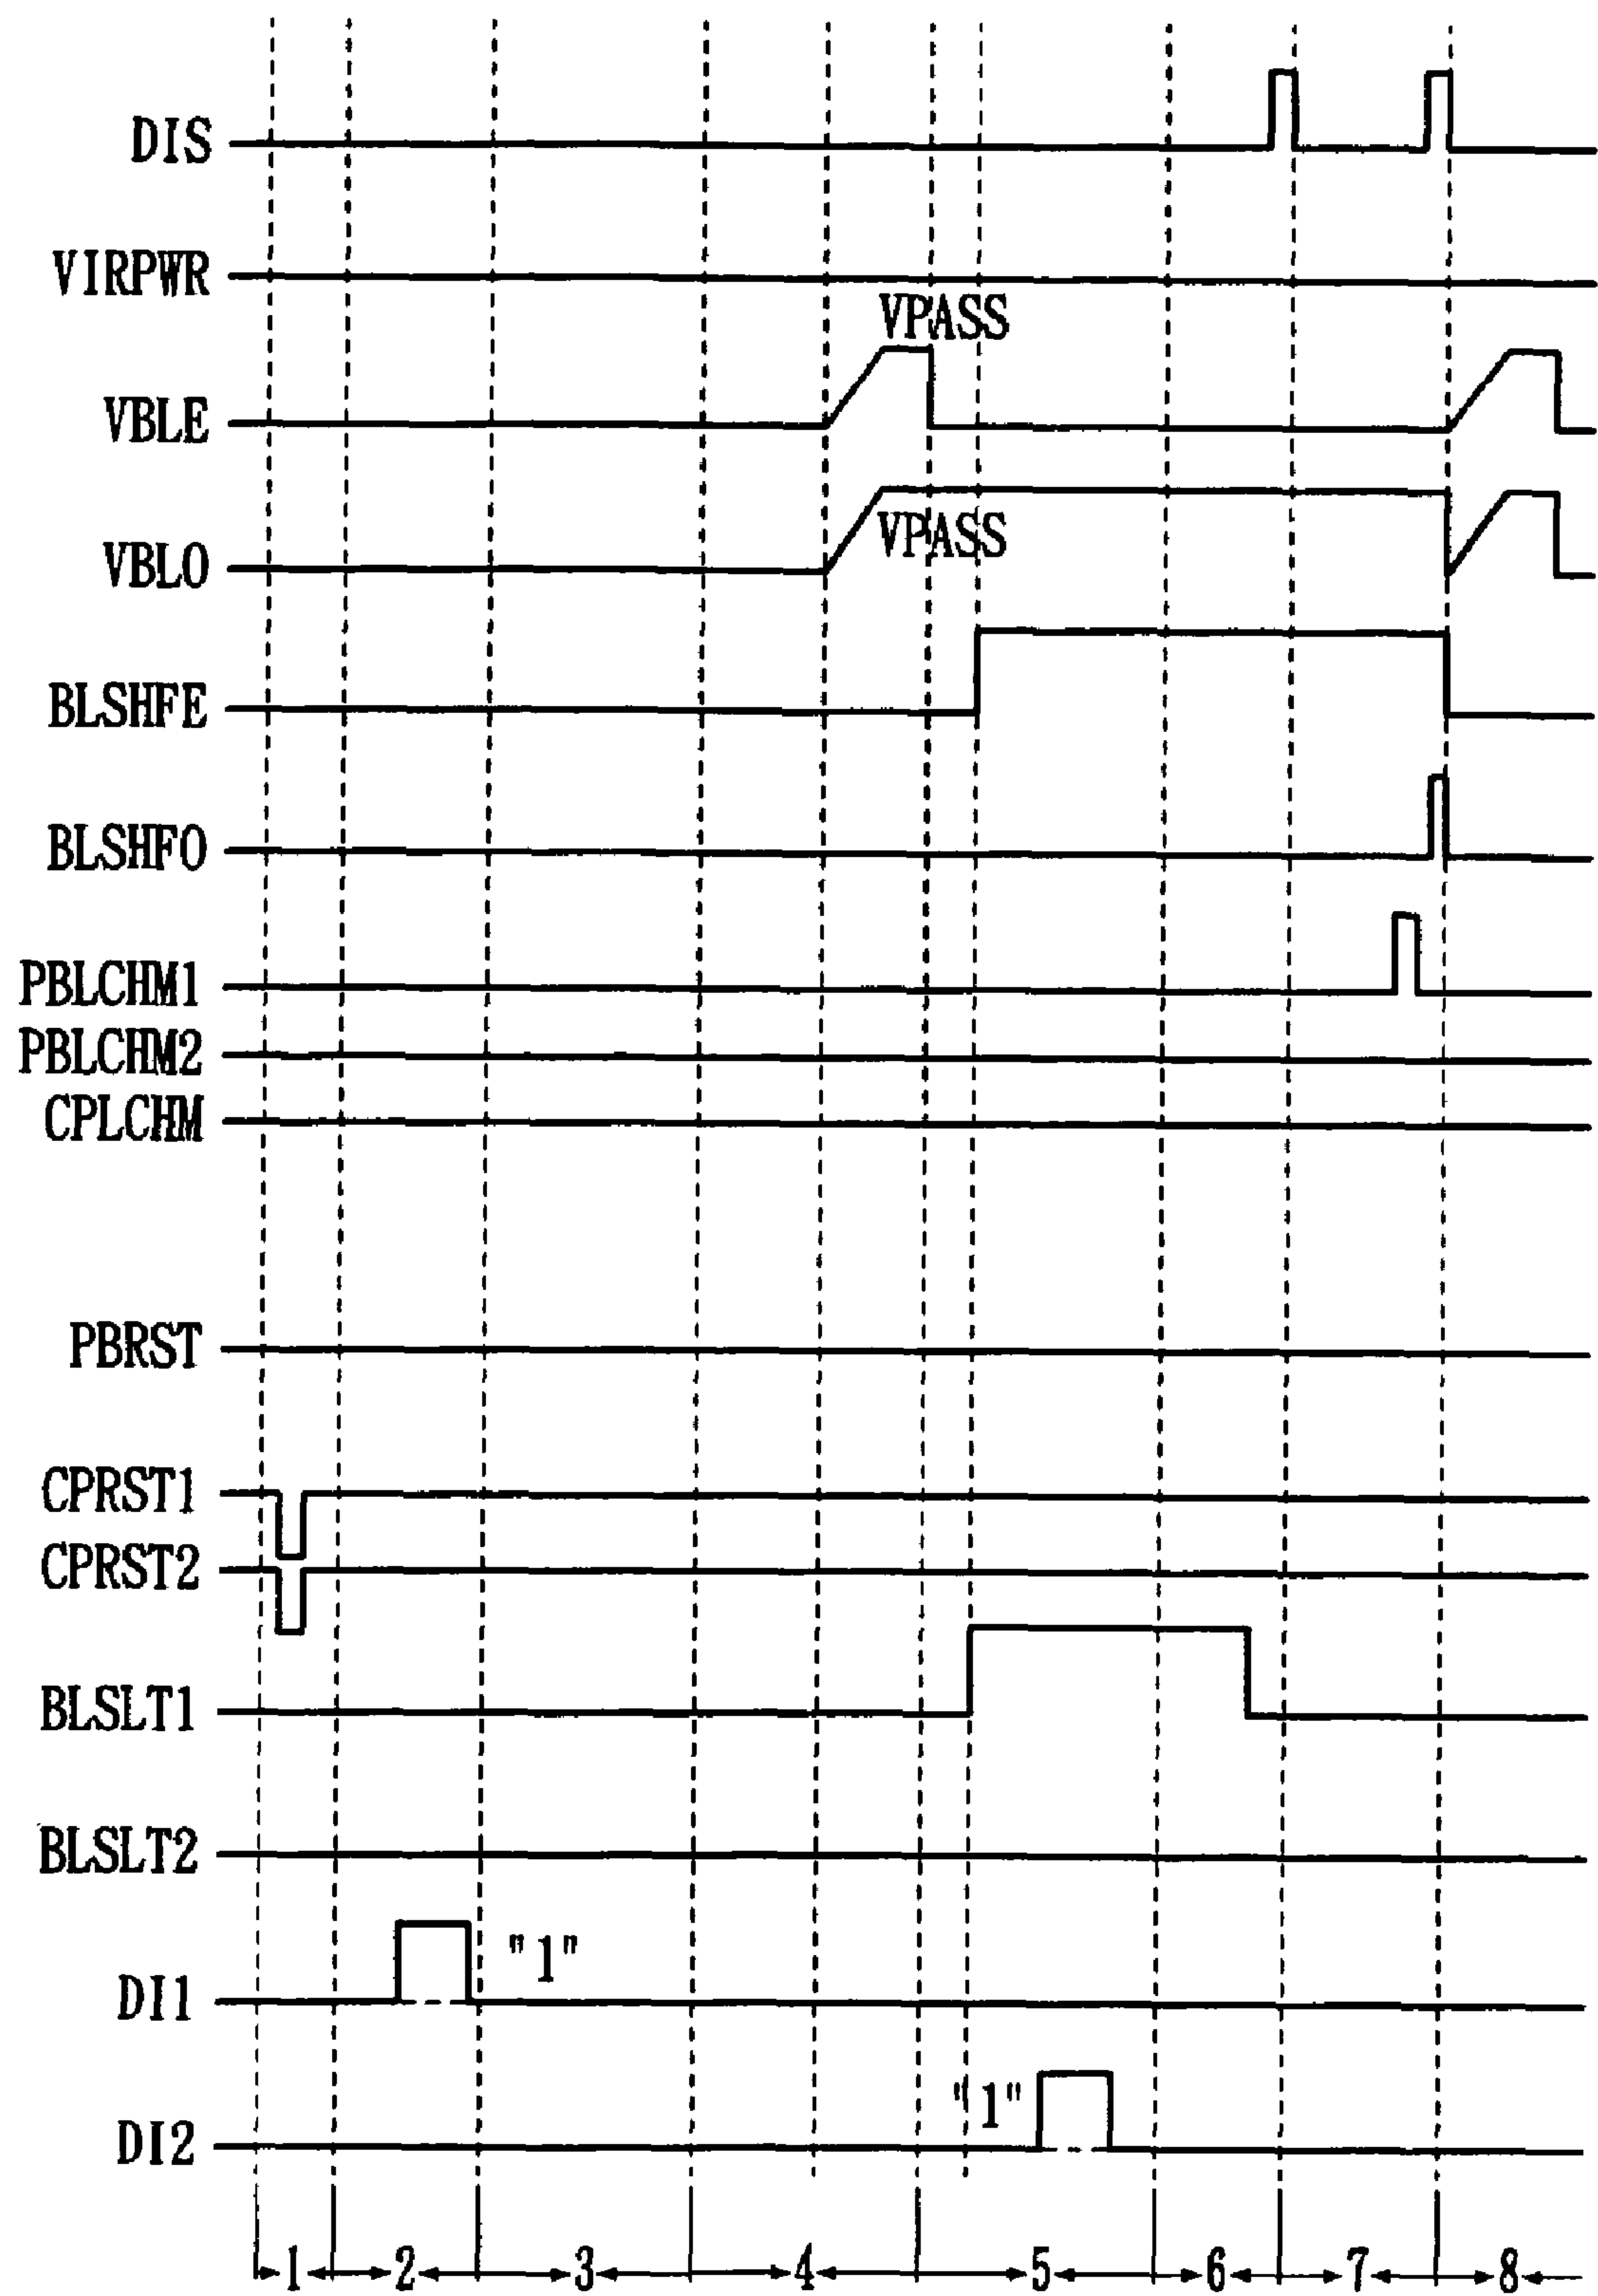 DIS
VIRPWR
VPASS
VBLE
VPASS
VBLO
BLSHFE
BLSHFO
PBLCHM1
PBLCHM2
CPLCHM
PBRST
CPRST1
CPRST2
BLSLT1
BLSLT2
"1"
DI1
"1"
DI2
1 2 3 4 5 6 7 8